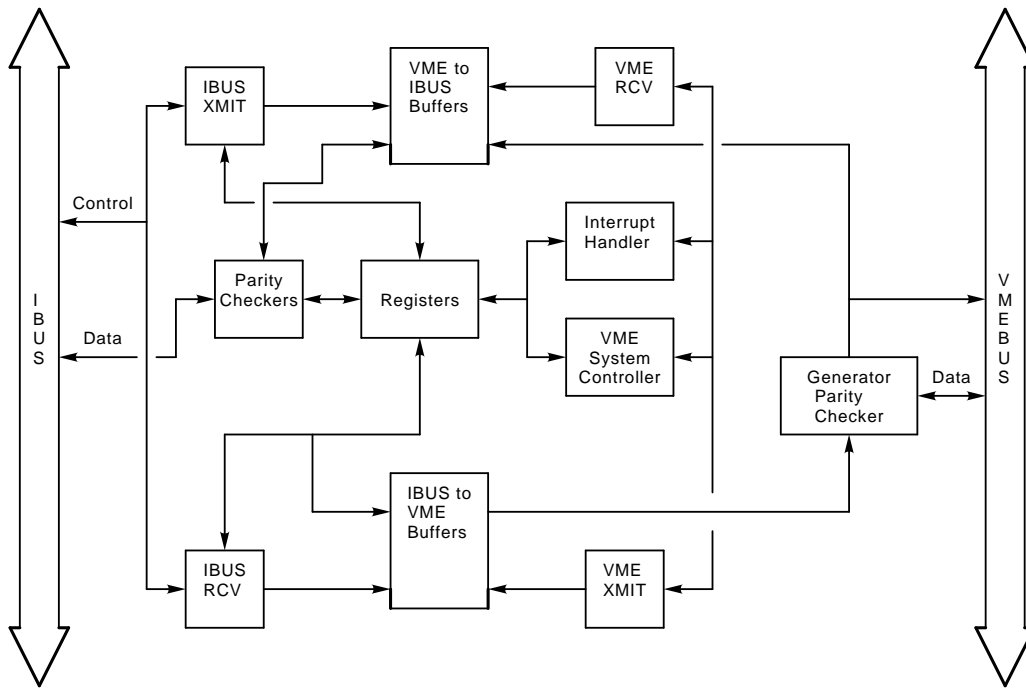 IBUS
XMIT
VME to
IBUS
Buffers
VME
RCV
Control
Interrupt
Handler
Parity
Checkers
Registers
I
B
U
S
V
M
E
B
U
S
Data
VME
System
Controller
Generator
Parity
Checker
Data
IBUS to
VME
Buffers
IBUS
RCV
VME
XMIT